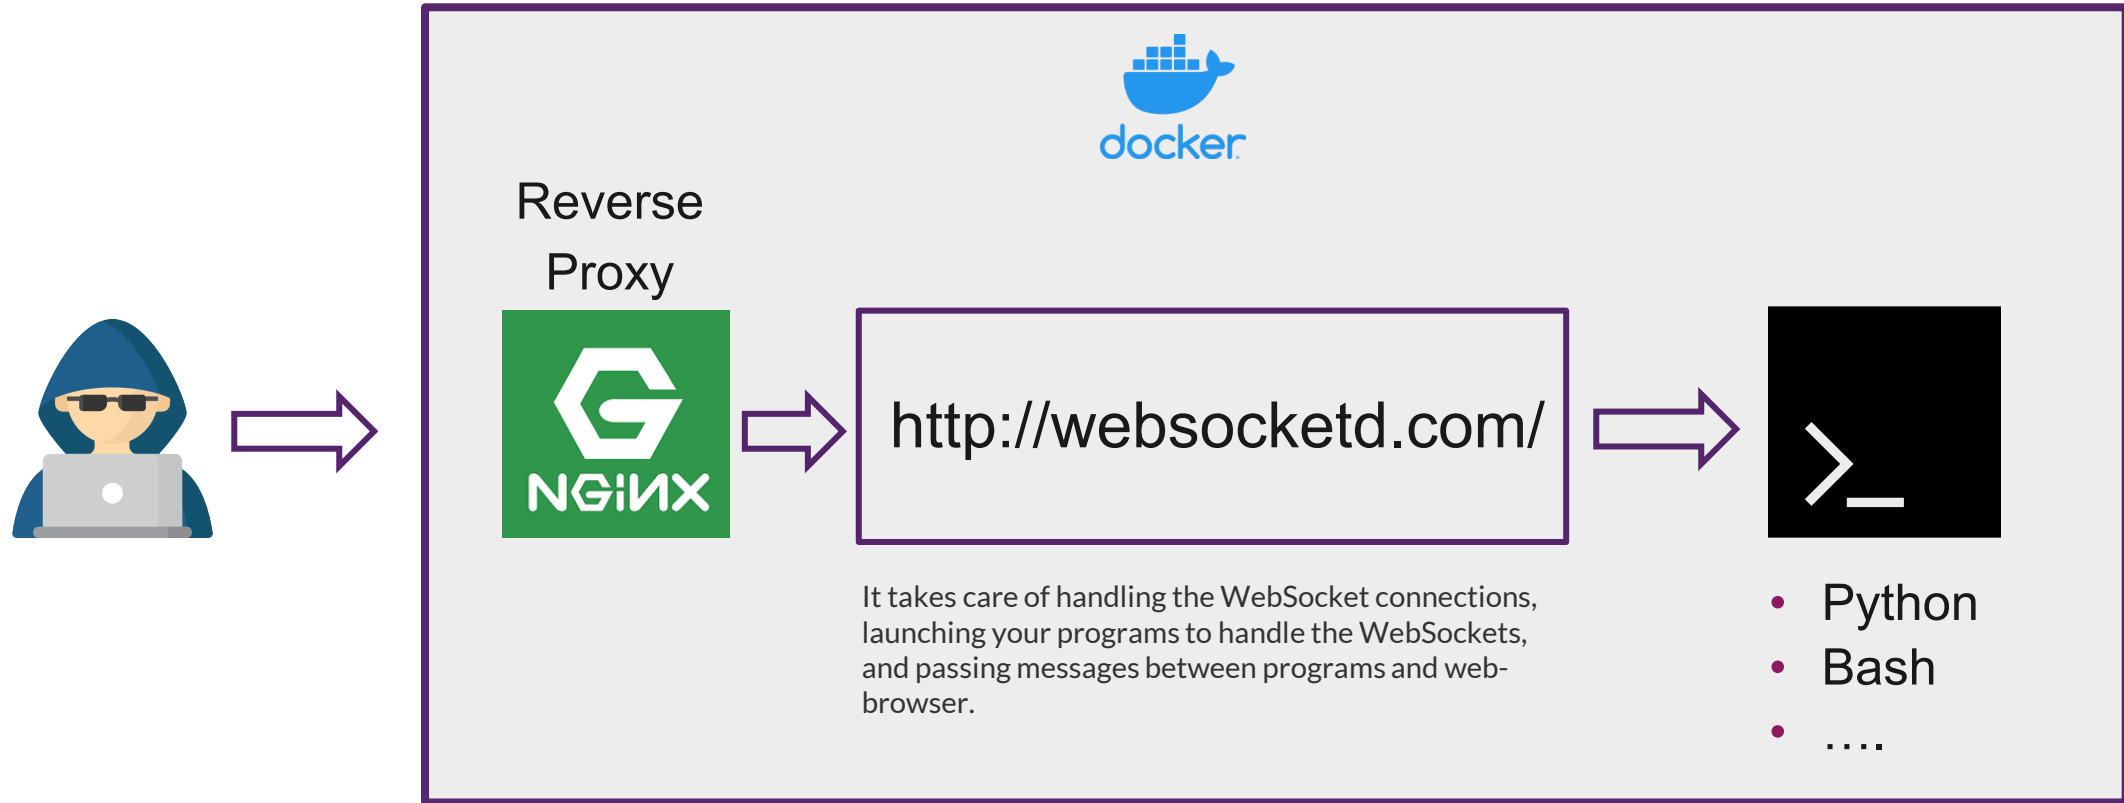 docker
Reverse
Proxy
NGiNX
http://websocketd.com/
It takes care of handling the WebSocket connections,
launching your programs to handle the WebSockets,
and passing messages between programs and web-
browser.
• Python
• Bash
• ….